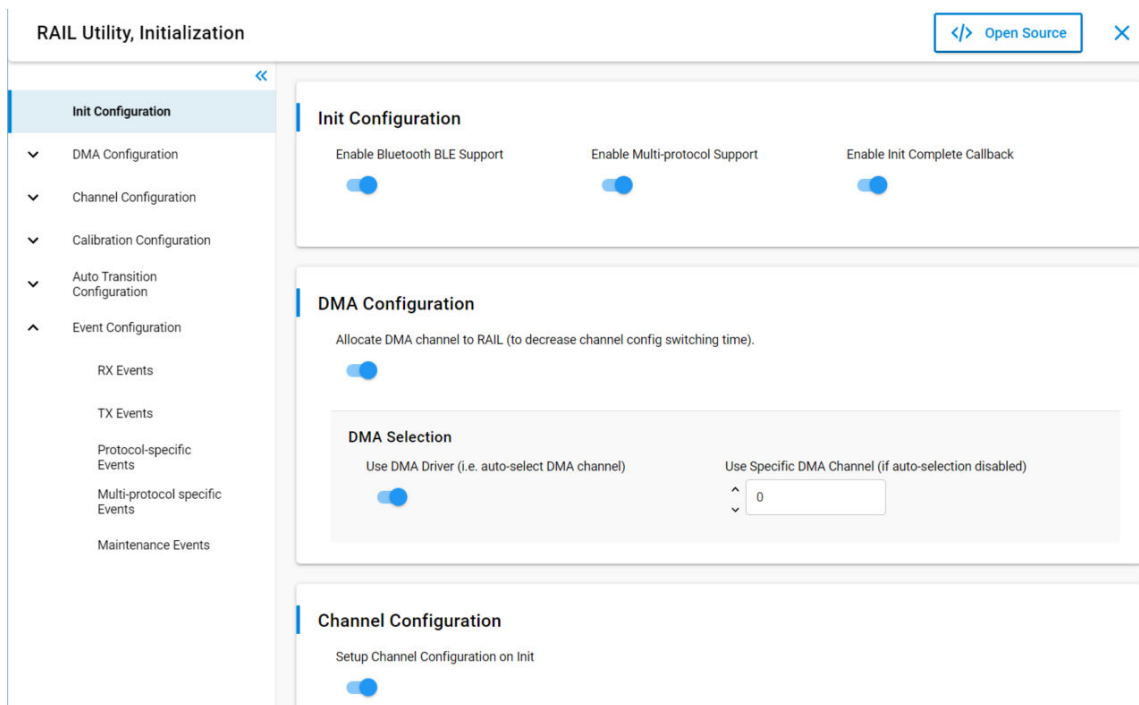 RAIL Utility, Initialization
</> Open Source
Init Configuration
DMA Configuration
Channel Configuration
Calibration Configuration
Auto Transition
Configuration
Event Configuration
RX Events
TX Events
Protocol-specific
Events
Multi-protocol specific
Events
Maintenance Events
Init Configuration
Enable Bluetooth BLE Support
Enable Multi-protocol Support
Enable Init Complete Callback
DMA Configuration
Allocate DMA channel to RAIL (to decrease channel config switching time).
DMA Selection
Use DMA Driver (i.e. auto-select DMA channel)
Use Specific DMA Channel (if auto-selection disabled)
0
Channel Configuration
Setup Channel Configuration on Init